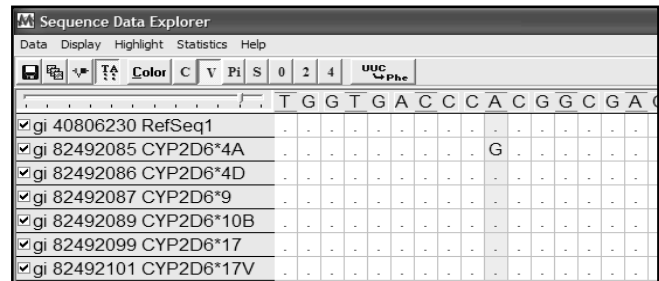 Sequence Data Explorer
Data Display Highlight Statistics Help
TA Color C V Pi S 0 2 4 UUC Phe
T G G T G A C C C A C G G C G A
gi 40806230 RefSeq1 . . . . . . . . . . . . . . . .
gi 82492085 CYP2D6*4A . . . . . . . . . G . . . . . .
gi 82492086 CYP2D6*4D . . . . . . . . . . . . . . . .
gi 82492087 CYP2D6*9 . . . . . . . . . . . . . . . .
gi 82492089 CYP2D6*10B . . . . . . . . . . . . . . . .
gi 82492099 CYP2D6*17 . . . . . . . . . . . . . . . .
gi 82492101 CYP2D6*17V . . . . . . . . . . . . . . . .